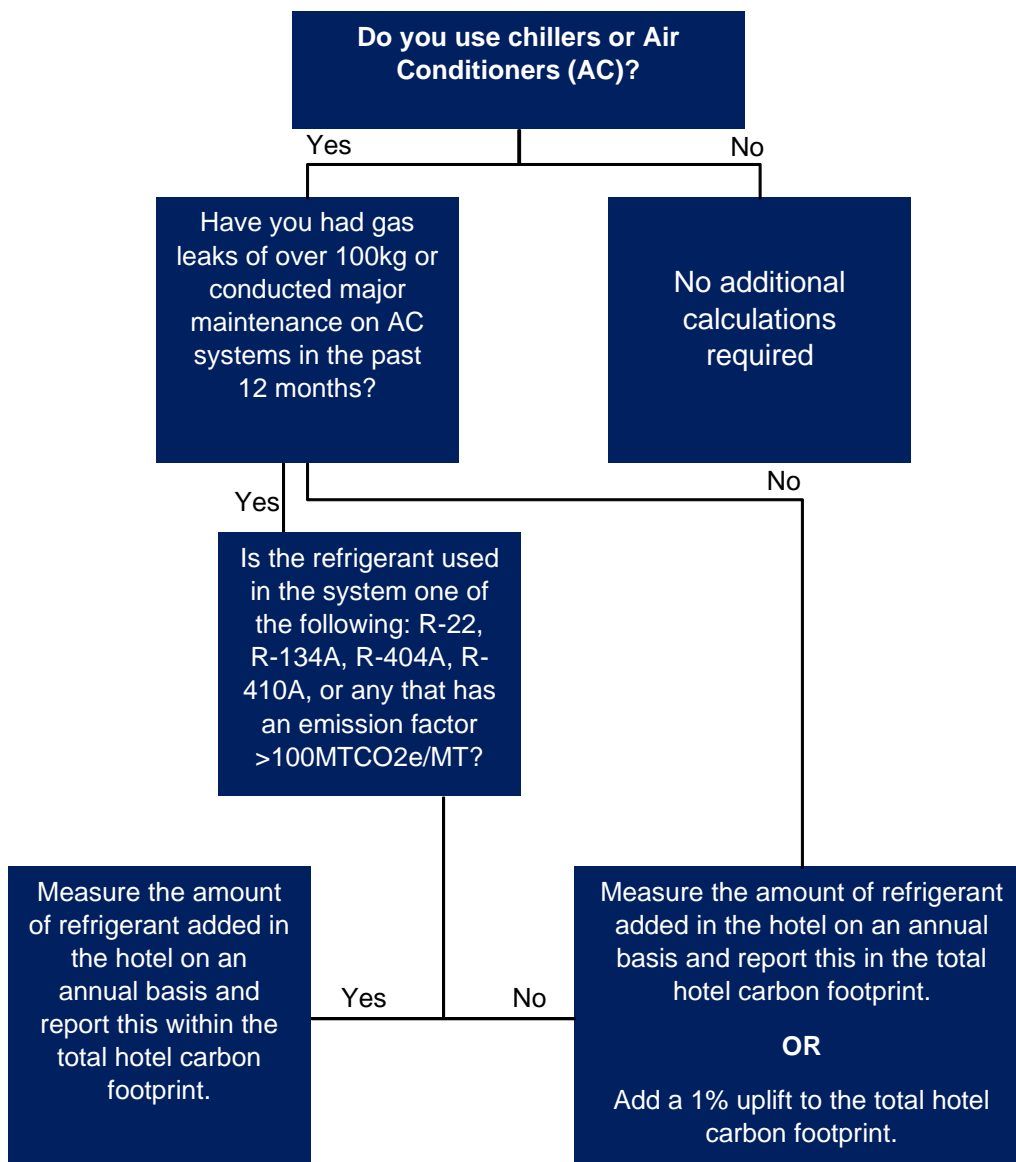 Do you use chillers or Air
Conditioners (AC)?
Yes
No
Have you had gas
leaks of over 100kg or
conducted major
maintenance on AC
systems in the past
12 months?
No additional
calculations
required
Yes
No
Is the refrigerant used
in the system one of
the following: R-22,
R-134A, R-404A, R-
410A, or any that has
an emission factor
>100MTCO2e/MT?
Measure the amount
of refrigerant added in
the hotel on an
annual basis and
report this within the
total hotel carbon
footprint.
Yes
No
Measure the amount of refrigerant
added in the hotel on an annual
basis and report this in the total
hotel carbon footprint.
OR
Add a 1% uplift to the total hotel
carbon footprint.